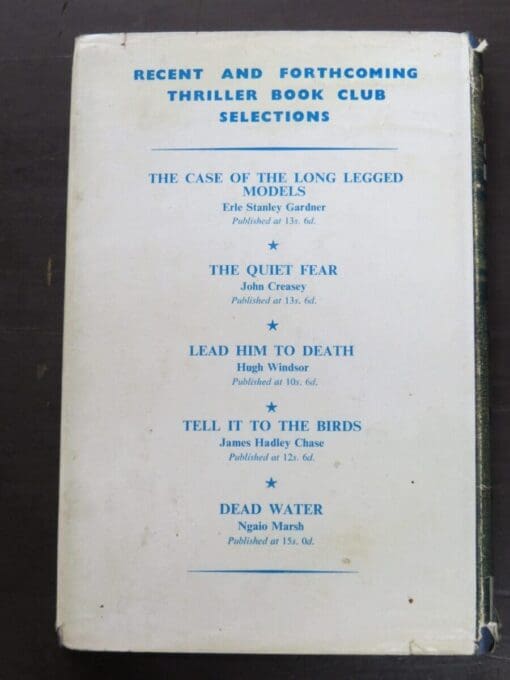 RECENT AND FORTHCOMING
THRILLER BOOK CLUB
SELECTIONS
THE CASE OF THE LONG LEGGED
MODELS
Erle Stanley Gardner
Published at 13s. 6d.
★
THE QUIET FEAR
John Creasey
Published at 13s. 6d.
★
LEAD HIM TO DEATH
Hugh Windsor
Published at 10s. 6d.
★
TELL IT TO THE BIRDS
James Hadley Chase
Published at 12s. 6d.
★
DEAD WATER
Ngaio Marsh
Published at 15s. 0d.